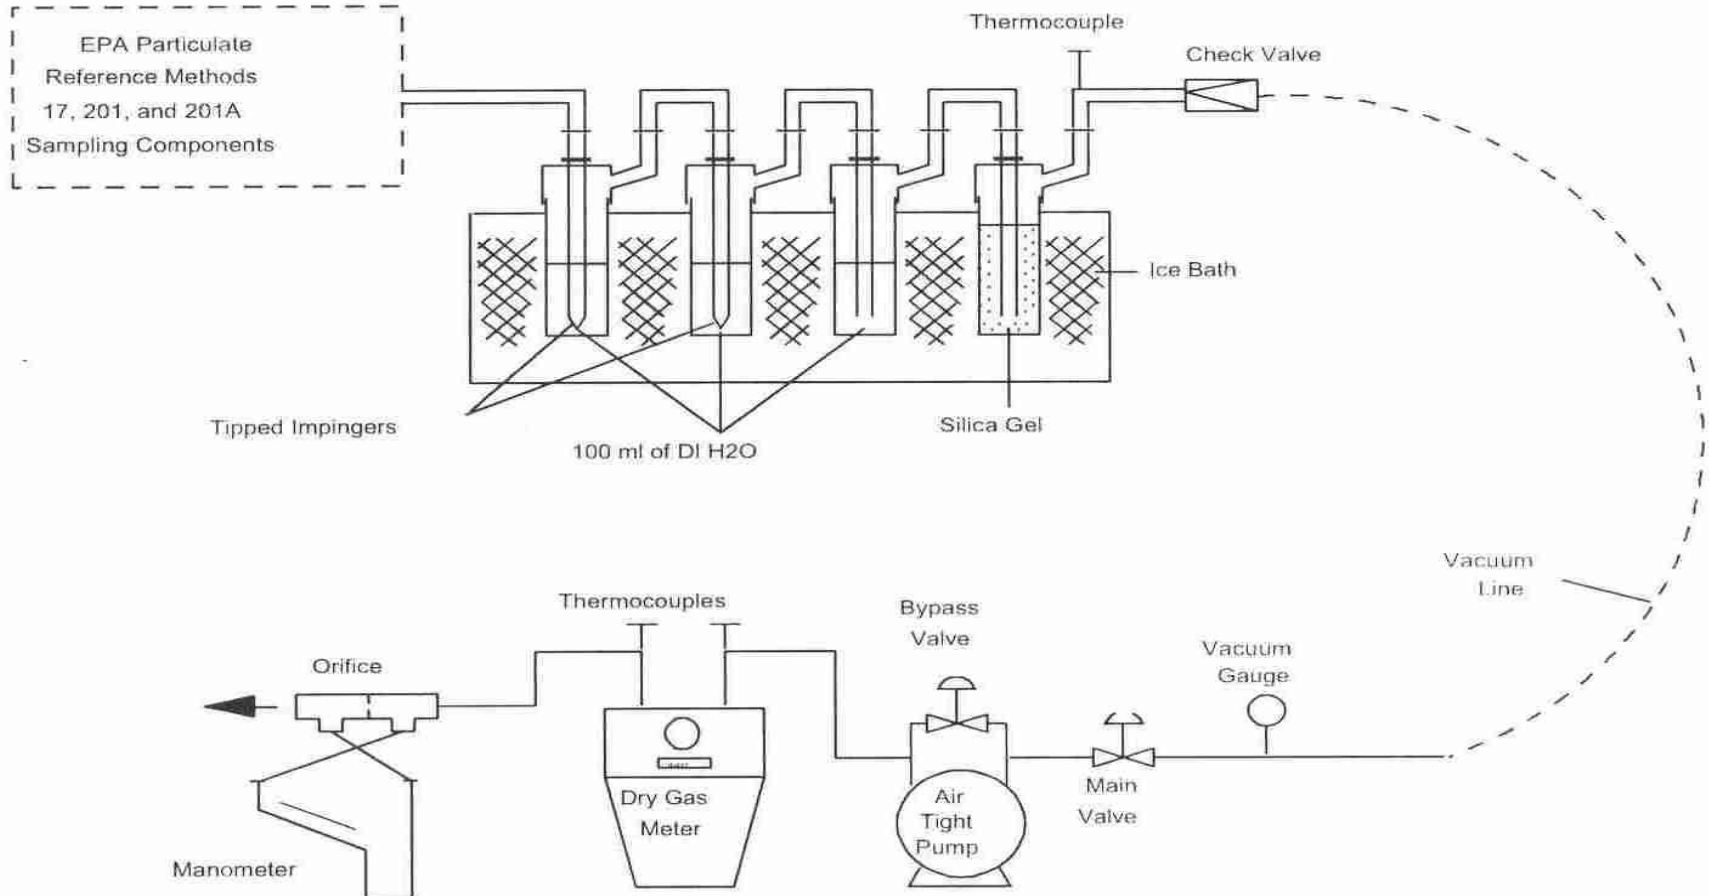 EPA Particulate
Reference Methods
17, 201, and 201A
Sampling Components
Thermocouple
Check Valve
Ice Bath
Tipped Impingers
100 ml of DI H2O
Silica Gel
Vacuum
Line
Thermocouples
Bypass
Valve
Vacuum
Gauge
Orifice
Dry Gas
Meter
Air
Tight
Pump
Main
Valve
Manometer